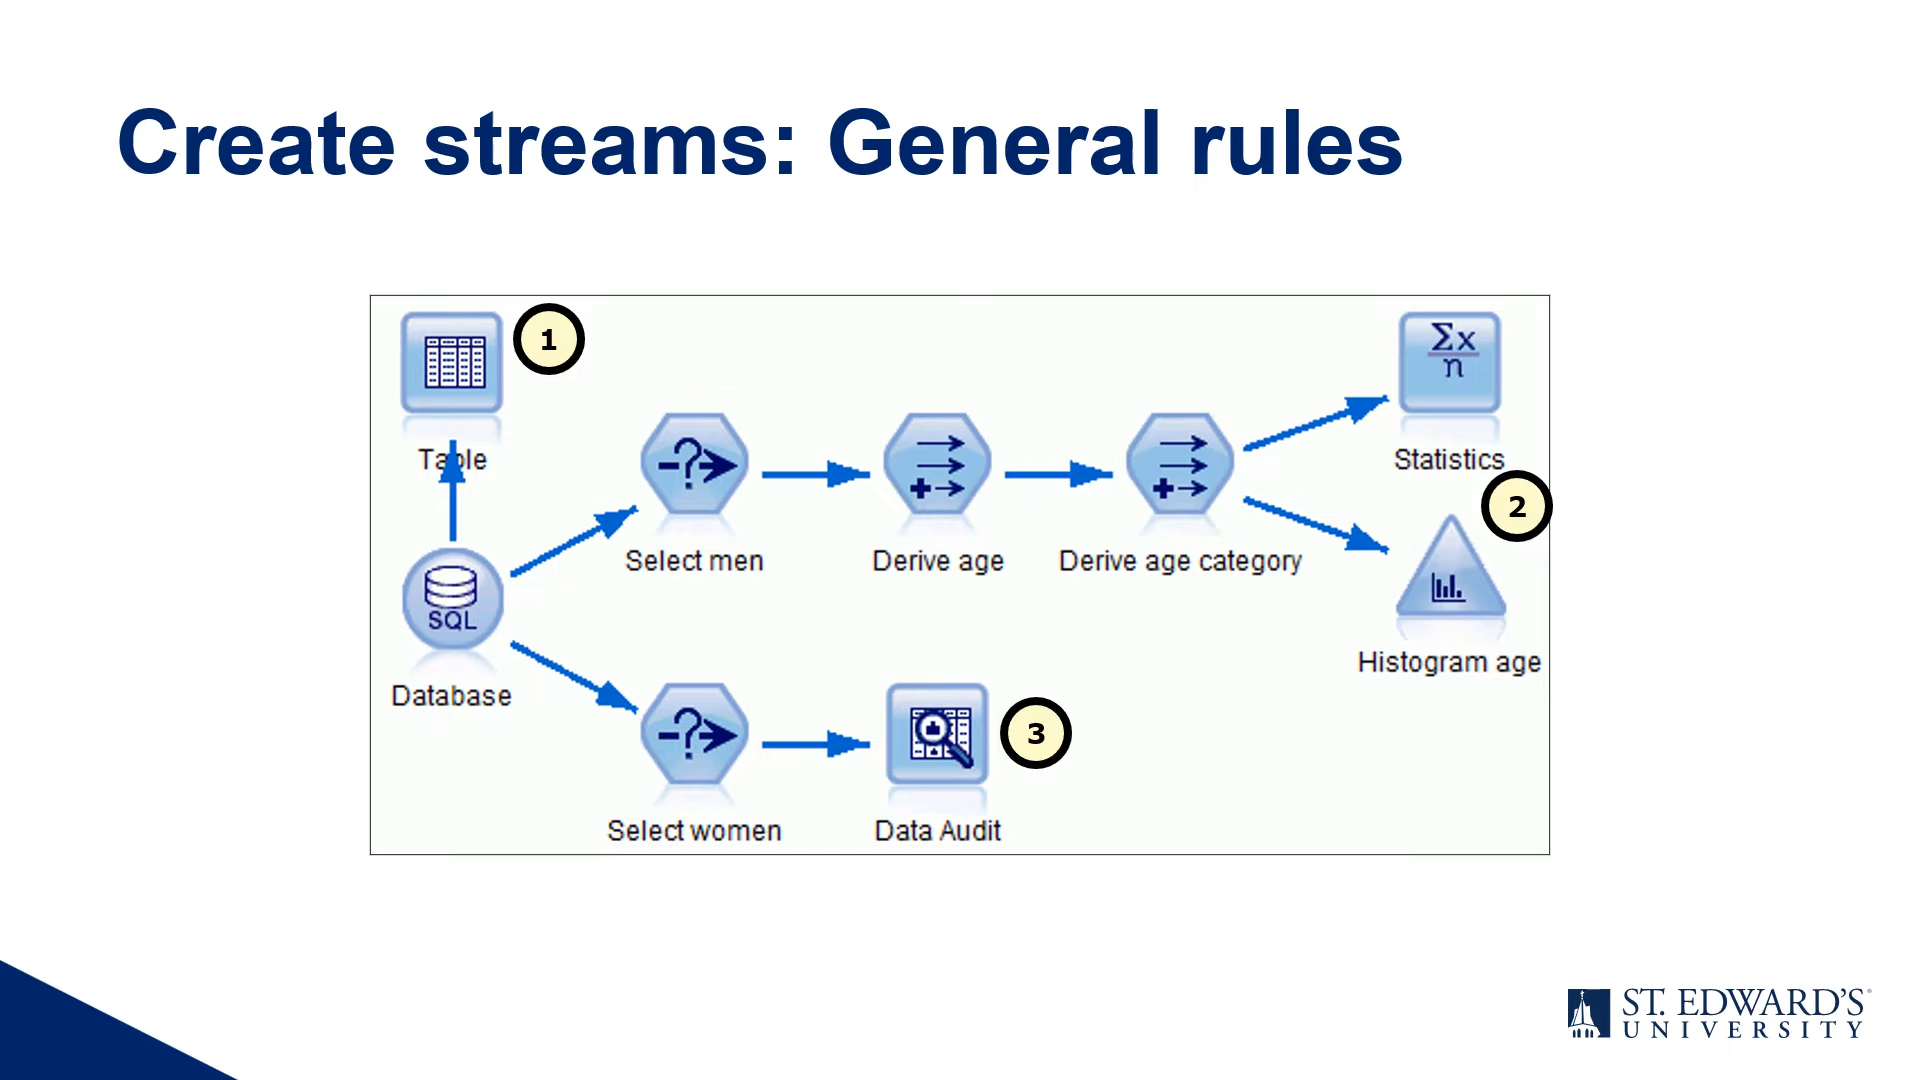 Create streams: General rules
1
Table
Σx
n
Statistics
2
Select men
Derive age
Derive age category
SQL
Database
Histogram age
3
Select women
Data Audit
ST. EDWARD'S
UNIVERSITY